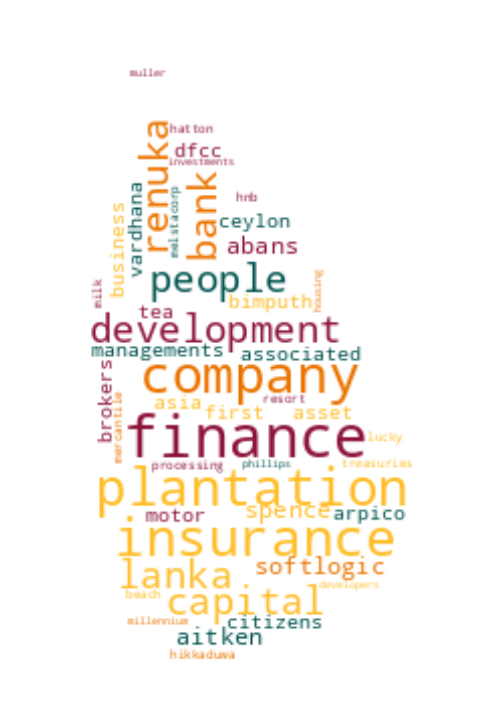 muller
hatton
renuka
dfcc
investments
bank
melstacorp
vardhana
hnb
business
ceylon
abans
people
housing
milk
bimputh
tea
development
managements
associated
company
brokers
mercantile
asia
resort
first
asset
finance
lucky
processing
phillips
treasuries
plantation
motor
spence
arpico
insurance
lanka
softlogic
capital
developers
beach
millennium
citizens
aitken
hikkaduwa